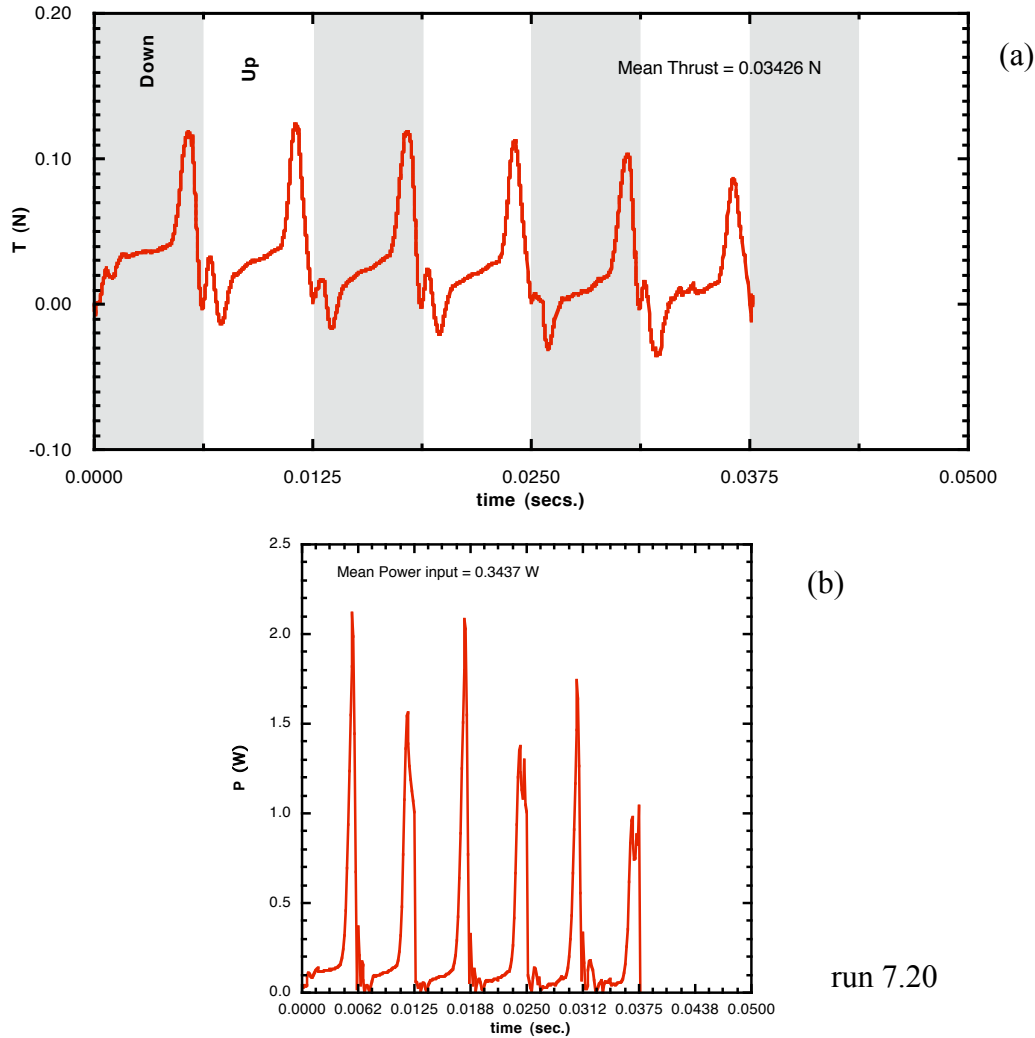 0.20
(a)
Down
Up
Mean Thrust = 0.03426 N
0.10
T (N)
0.00
-0.10
0.0000 0.0125 0.0250 0.0375 0.0500
time (secs.)
2.5
Mean Power input = 0.3437 W
(b)
2.0
1.5
P (W)
1.0
0.5
0.0
run 7.20
0.0000 0.0062 0.0125 0.0188 0.0250 0.0312 0.0375 0.0438 0.0500
time (sec.)